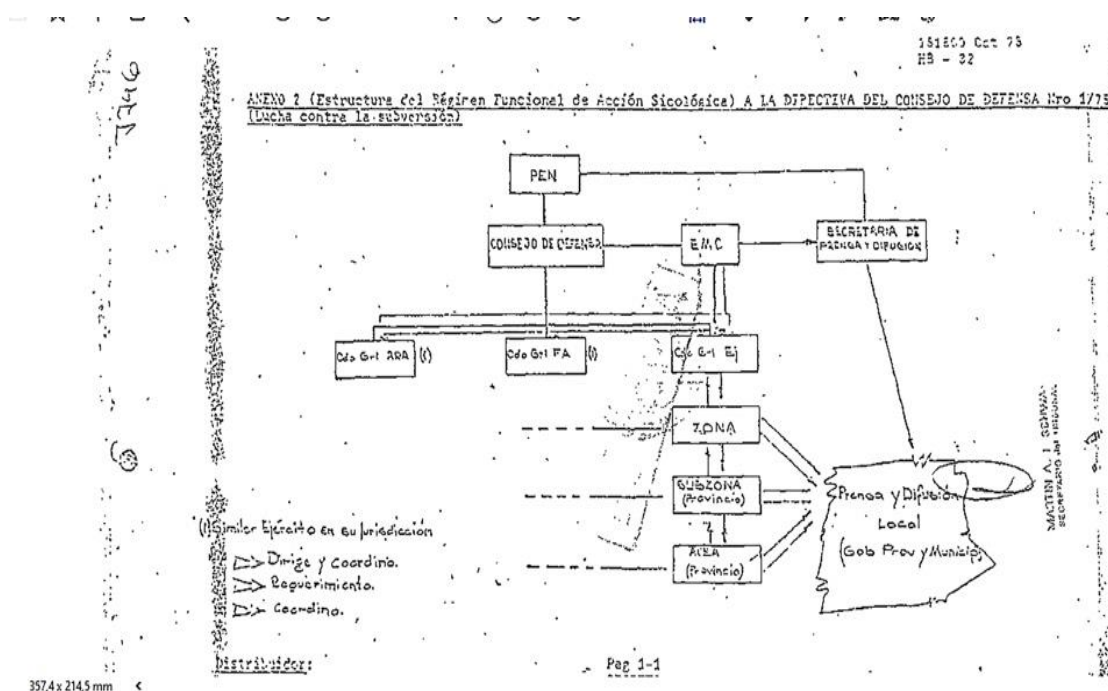 7746
151800 Oct 75
HB - 32
ANEXO 2 (Estructura del Régimen Funcional de Acción Sicológica) A LA DIRECTIVA DEL CONSEJO DE DEFENSA Nro 1/75
(Lucha contra la subversión)
PEN
CONSEJO DE DEFENSA
EMC
SECRETARIA DE
PRENSA Y DIFUSION
Cdo Grl ARA (1)
Cdo Grl FA (1)
Cdo Grl Ej
ZONA
SUBZONA
(Provincia)
AREA
(Provincia)
Prensa y Difusión
Local
(Gob Prov y Municip)
MARTIN A. I.
SECRETARIO del TRIBUNAL
(1) Similar Ejército en su jurisdicción
Dirige y Coordina.
Requerimiento.
Coordina.
Distribuidor:
Pag 1-1
357,4 x 214,5 mm